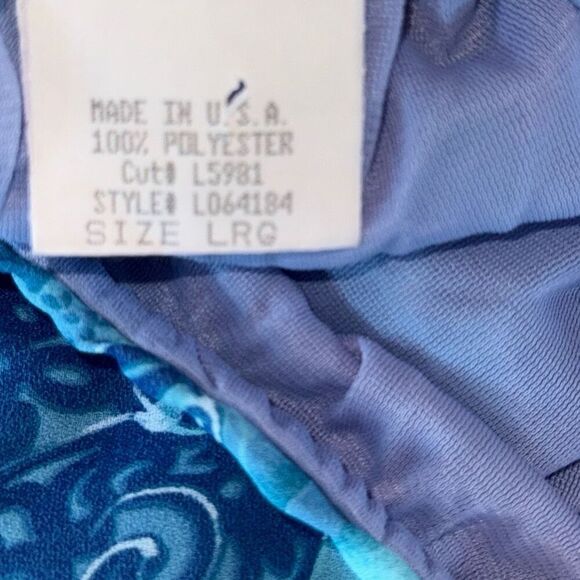 MADE IN U.S.A.
100% POLYESTER
Cut# L5981
STYLE# L064184
SIZE LRG